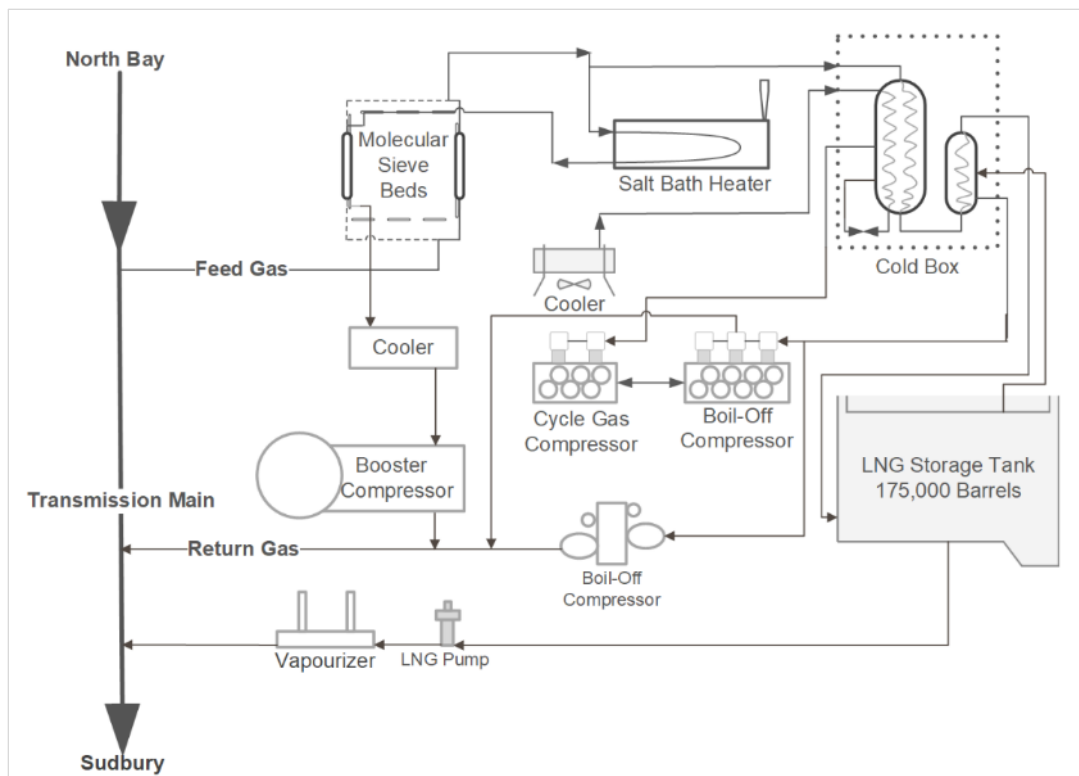 North Bay
Molecular
Sieve
Beds
Salt Bath Heater
Cold Box
Feed Gas
Cooler
Cooler
Cycle Gas
Compressor
Boil-Off
Compressor
LNG Storage Tank
175,000 Barrels
Booster
Compressor
Transmission Main
Return Gas
Boil-Off
Compressor
Vapourizer
LNG Pump
Sudbury